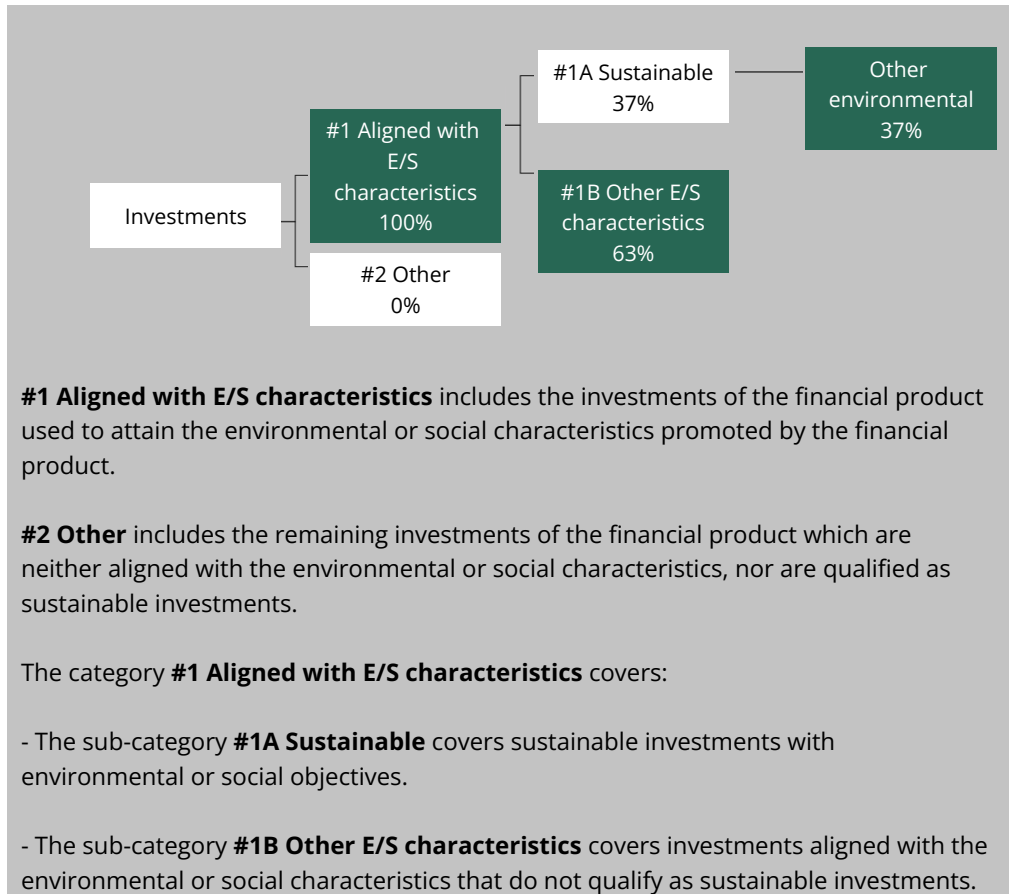 #1A Sustainable
37%
Other
environmental
37%
#1 Aligned with
E/S
characteristics
100%
#1B Other E/S
characteristics
63%
Investments
#2 Other
0%
#1 Aligned with E/S characteristics includes the investments of the financial product
used to attain the environmental or social characteristics promoted by the financial
product.
#2 Other includes the remaining investments of the financial product which are
neither aligned with the environmental or social characteristics, nor are qualified as
sustainable investments.
The category #1 Aligned with E/S characteristics covers:
- The sub-category #1A Sustainable covers sustainable investments with
environmental or social objectives.
- The sub-category #1B Other E/S characteristics covers investments aligned with the
environmental or social characteristics that do not qualify as sustainable investments.